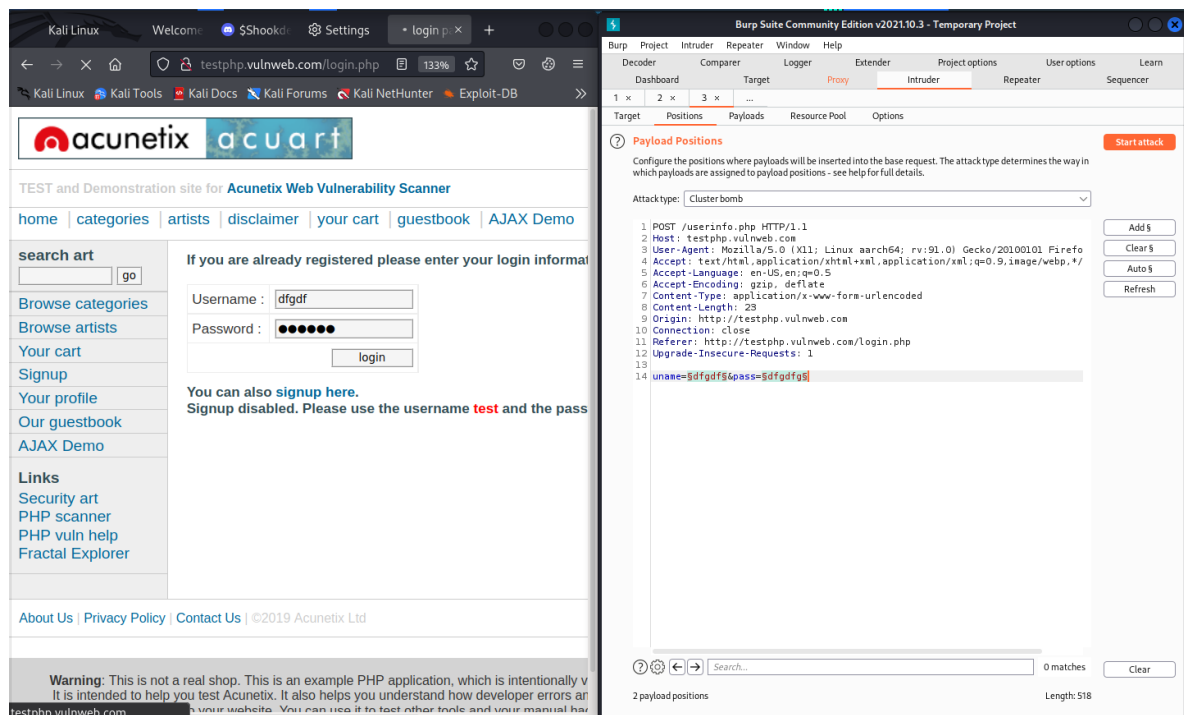 Kali Linux
Welcome
$Shookde
Settings
login p
testphp.vulnweb.com/login.php
133%
Kali Linux
Kali Tools
Kali Docs
Kali Forums
Kali NetHunter
Exploit-DB
acunetix acuart
TEST and Demonstration site for Acunetix Web Vulnerability Scanner
home | categories | artists | disclaimer | your cart | guestbook | AJAX Demo
search art
go
Browse categories
Browse artists
Your cart
Signup
Your profile
Our guestbook
AJAX Demo
Links
Security art
PHP scanner
PHP vuln help
Fractal Explorer
If you are already registered please enter your login informat
Username : dfgdf
Password : ●●●●●●
login
You can also signup here.
Signup disabled. Please use the username test and the pass
About Us | Privacy Policy | Contact Us | ©2019 Acunetix Ltd
Warning: This is not a real shop. This is an example PHP application, which is intentionally v
It is intended to help you test Acunetix. It also helps you understand how developer errors an
your website. You can use it to test other tools and your manual hac
testphp.vulnweb.com
Burp Suite Community Edition v2021.10.3 - Temporary Project
Burp Project Intruder Repeater Window Help
Decoder Comparer Logger Extender Project options User options Learn
Dashboard Target Proxy Intruder Repeater Sequencer
1 × 2 × 3 × ...
Target Positions Payloads Resource Pool Options
? Payload Positions
Start attack
Configure the positions where payloads will be inserted into the base request. The attack type determines the way in
which payloads are assigned to payload positions - see help for full details.
Attack type: Cluster bomb
1 POST /userinfo.php HTTP/1.1
2 Host: testphp.vulnweb.com
3 User-Agent: Mozilla/5.0 (X11; Linux aarch64; rv:91.0) Gecko/20100101 Firefo
4 Accept: text/html,application/xhtml+xml,application/xml;q=0.9,image/webp,*/
5 Accept-Language: en-US,en;q=0.5
6 Accept-Encoding: gzip, deflate
7 Content-Type: application/x-www-form-urlencoded
8 Content-Length: 23
9 Origin: http://testphp.vulnweb.com
10 Connection: close
11 Referer: http://testphp.vulnweb.com/login.php
12 Upgrade-Insecure-Requests: 1
13
14 uname=§dfgdf§&pass=§dfgdfg§
Add §
Clear §
Auto §
Refresh
Search...
0 matches
Clear
2 payload positions
Length: 518